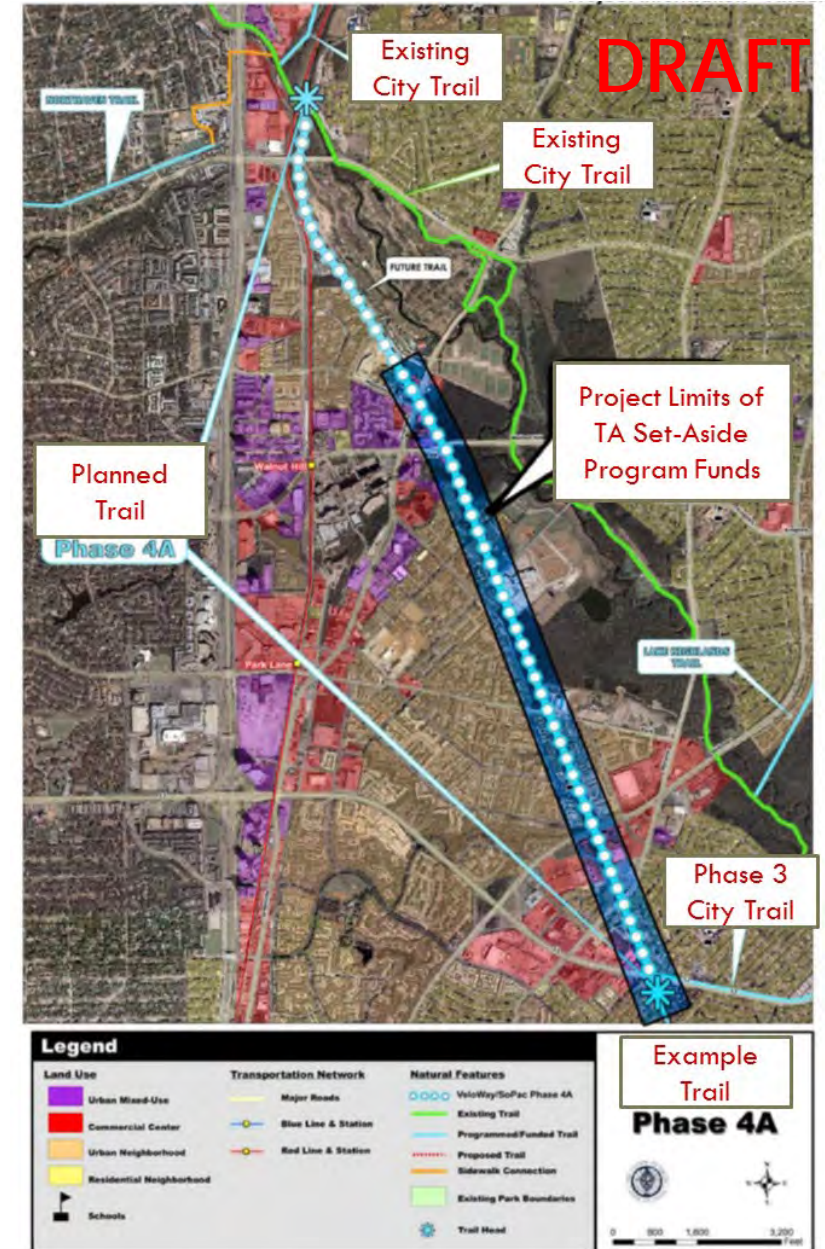 DRAFT
Existing
City Trail
NORTHAVEN TRAIL
Existing
City Trail
FUTURE TRAIL
Project Limits of
TA Set-Aside
Program Funds
Walnut Hill
Planned
Trail
Phase 4A
LAKE HIGHLANDS
TRAIL
Park Lane
Phase 3
City Trail
Legend
Land Use
Urban Mixed-Use
Commercial Center
Urban Neighborhood
Residential Neighborhood
Schools
Transportation Network
Major Roads
Blue Line & Station
Red Line & Station
Natural Features
VeloWay/SoPac Phase 4A
Existing Trail
Programmed/Funded Trail
Proposed Trail
Sidewalk Connection
Existing Park Boundaries
Trail Head
Example
Trail
Phase 4A
0 800 1,600 3,200
Feet